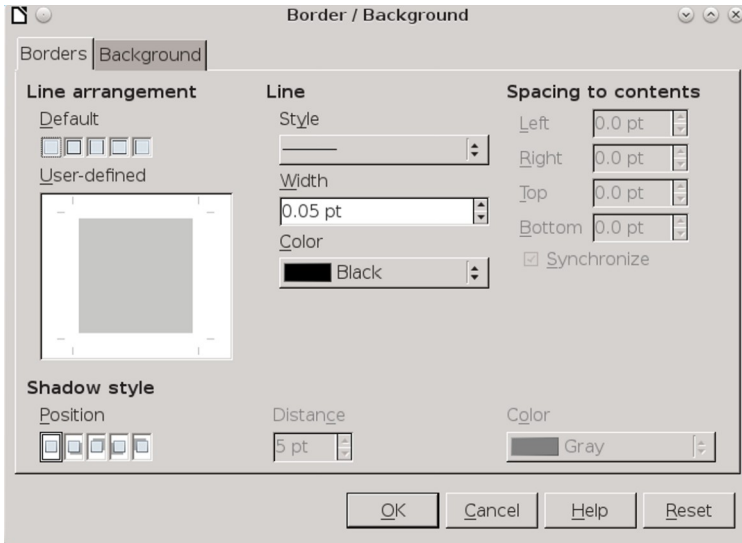 Border / Background
Borders Background
Line arrangement
Default
User-defined
Line
Style
Width
0.05 pt
Color
Black
Spacing to contents
Left 0.0 pt
Right 0.0 pt
Top 0.0 pt
Bottom 0.0 pt
Synchronize
Shadow style
Position
Distance
5 pt
Color
Gray
OK Cancel Help Reset